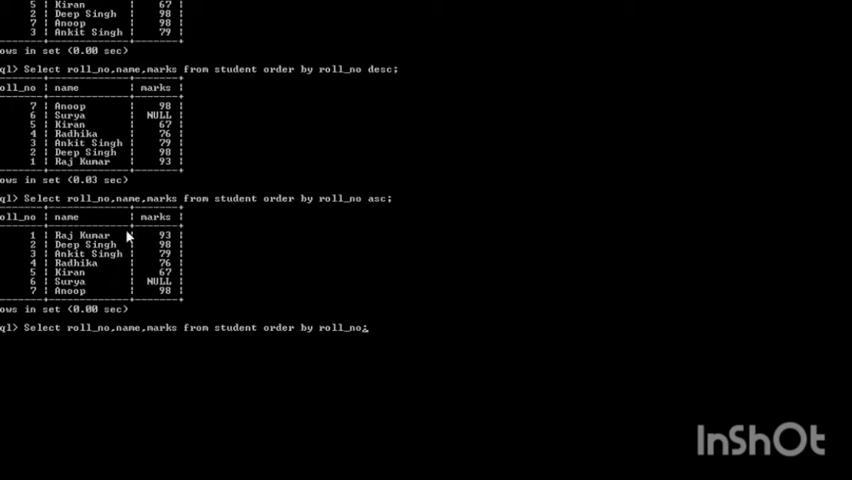 5 | Kiran | 67 |
2 | Deep Singh | 98 |
7 | Anoop | 98 |
3 | Ankit Singh | 79 |
ows in set (0.00 sec)
ql> Select roll_no,name,marks from student order by roll_no desc;
oll_no | name | marks |
7 | Anoop | 98 |
6 | Surya | NULL |
5 | Kiran | 67 |
4 | Radhika | 76 |
3 | Ankit Singh | 79 |
2 | Deep Singh | 98 |
1 | Raj Kumar | 93 |
ows in set (0.03 sec)
ql> Select roll_no,name,marks from student order by roll_no asc;
oll_no | name | marks |
1 | Raj Kumar | 93 |
2 | Deep Singh | 98 |
3 | Ankit Singh | 79 |
4 | Radhika | 76 |
5 | Kiran | 67 |
6 | Surya | NULL |
7 | Anoop | 98 |
ows in set (0.00 sec)
ql> Select roll_no,name,marks from student order by roll_no;
InShOt